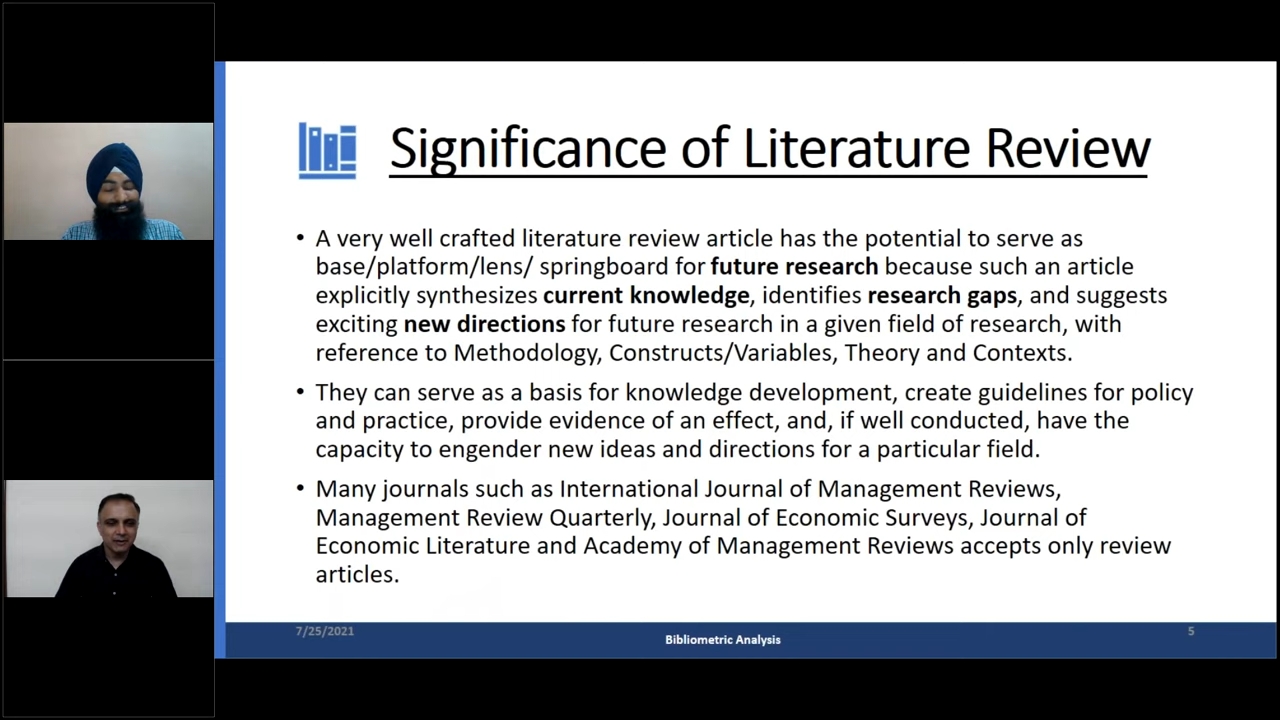 Significance of Literature Review
• A very well crafted literature review article has the potential to serve as
base/platform/lens/ springboard for future research because such an article
explicitly synthesizes current knowledge, identifies research gaps, and suggests
exciting new directions for future research in a given field of research, with
reference to Methodology, Constructs/Variables, Theory and Contexts.
• They can serve as a basis for knowledge development, create guidelines for policy
and practice, provide evidence of an effect, and, if well conducted, have the
capacity to engender new ideas and directions for a particular field.
• Many journals such as International Journal of Management Reviews,
Management Review Quarterly, Journal of Economic Surveys, Journal of
Economic Literature and Academy of Management Reviews accepts only review
articles.
7/25/2021
Bibliometric Analysis
5